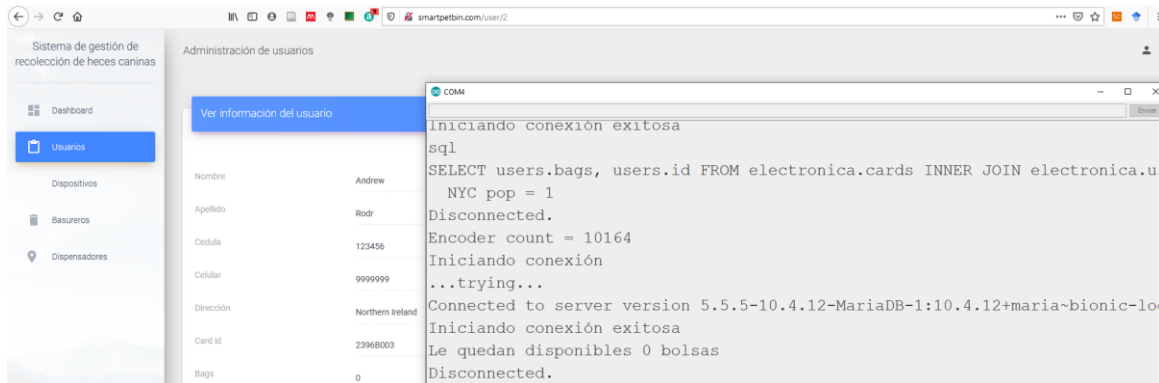 smartpetbin.com/user/2
Sistema de gestión de
recolección de heces caninas
Dashboard
Usuarios
Dispositivos
Basureros
Dispensadores
Administración de usuarios
Ver información del usuario
Nombre
Andrew
Apellido
Rodr
Cedula
123456
Celular
9999999
Dirección
Northern Ireland
Card id
2396B003
Bags
0
COM4
Enviar
Iniciando conexión exitosa
sql
SELECT users.bags, users.id FROM electronica.cards INNER JOIN electronica.u
NYC pop = 1
Disconnected.
Encoder count = 10164
Iniciando conexión
...trying...
Connected to server version 5.5.5-10.4.12-MariaDB-1:10.4.12+maria~bionic-lo
Iniciando conexión exitosa
Le quedan disponibles 0 bolsas
Disconnected.